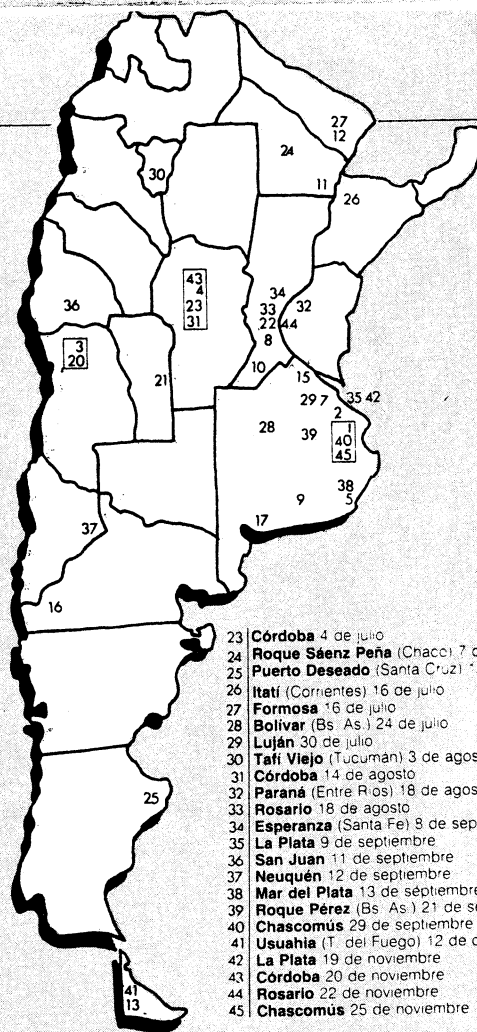 27
12
24
30
11
26
43
4
23
31
34
33
32
22 44
8
36
3
20
21
10
15
29 7
35 42
2
28
39
1
40
45
38
9
5
17
37
16
25
41
13
23 Córdoba 4 de julio
24 Roque Sáenz Peña (Chaco) 7
25 Puerto Deseado (Santa Cruz)
26 Itatí (Corrientes) 16 de julio
27 Formosa 16 de julio
28 Bolívar (Bs. As.) 24 de julio
29 Luján 30 de julio
30 Tafí Viejo (Tucumán) 3 de agos
31 Córdoba 14 de agosto
32 Paraná (Entre Ríos) 18 de agos
33 Rosario 18 de agosto
34 Esperanza (Santa Fe) 8 de sep
35 La Plata 9 de septiembre
36 San Juan 11 de septiembre
37 Neuquén 12 de septiembre
38 Mar del Plata 13 de septiembre
39 Roque Pérez (Bs. As.) 21 de se
40 Chascomús 29 de septiembre
41 Usuahia (T. del Fuego) 12 de o
42 La Plata 19 de noviembre
43 Córdoba 20 de noviembre
44 Rosario 22 de noviembre
45 Chascomús 25 de noviembre